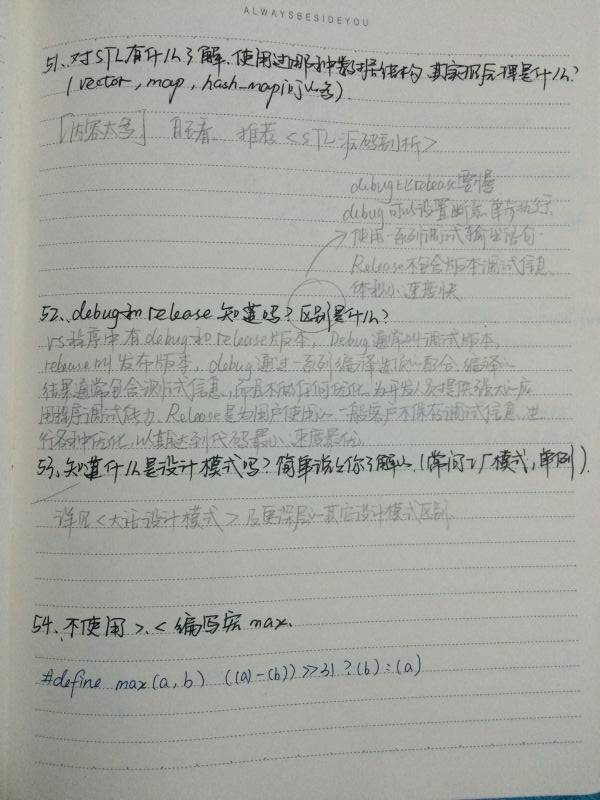 ALWAYSBESIDEYOU
51、对STL有什么了解、使用过哪种数据结构、其实现原理是什么?
(vector, map, hash_map可以多).
[内容太多] 自己看。 推荐<STL源码剖析>
debug比release要慢
debug可以设置断点、单步执行、
使用一系列调试输出语句
Release不包含版本调试信息、
体积小、速度快
52、debug和release知道吗? 区别是什么?
VS程序中有debug和release版本, Debug通常叫调试版本,
release叫发布版本, debug通过一系列编译选项配合, 编译
结果通常包含调试信息, 而且不做任何优化, 为开发人员提供强大应
用程序调试能力。Release是为用户使用, 一般客户不保存调试信息, 进
行各种优化, 以期达到代码最小、速度最优
53、知道什么是设计模式吗? 简单说说你了解 (常问工厂模式, 单例).
详见<大话设计模式> 及更深层 其它设计模式区别
54、不使用 >、< 编写宏 max.
#define max(a, b) ((a)-(b))>>31?(b):(a)